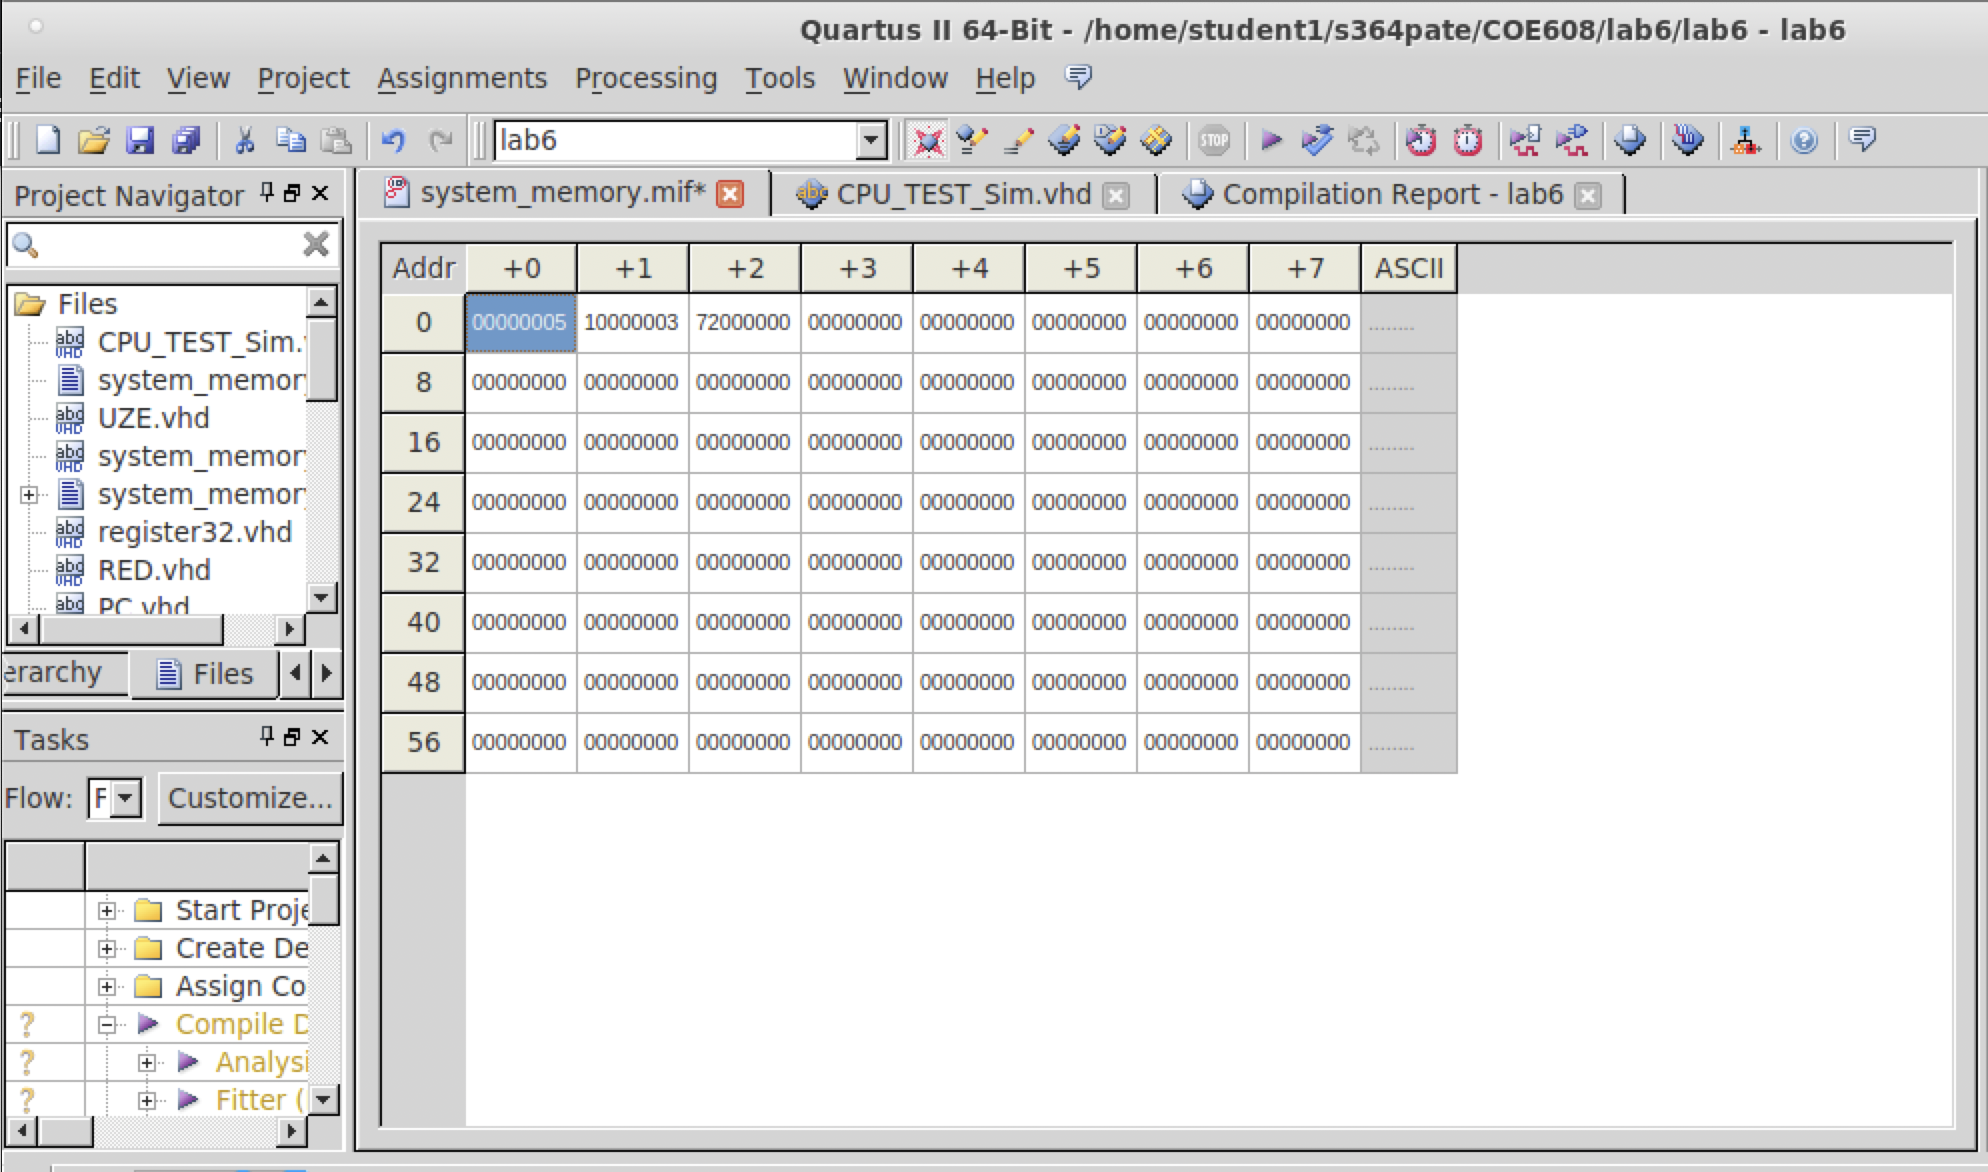 Quartus II 64-Bit - /home/student1/s364pate/COE608/lab6/lab6 - lab6
File Edit View Project Assignments Processing Tools Window Help
lab6
STOP
Project Navigator
system_memory.mif*
CPU_TEST_Sim.vhd
Compilation Report - lab6
Files
CPU_TEST_Sim.
system_memor
UZE.vhd
system_memor
system_memor
register32.vhd
RED.vhd
PC.vhd
erarchy
Files
Tasks
Flow: F Customize...
Start Proje
Create De
Assign Co
? Compile D
? Analysi
? Fitter (
Addr +0 +1 +2 +3 +4 +5 +6 +7 ASCII
0 00000005 10000003 72000000 00000000 00000000 00000000 00000000 00000000 ........
8 00000000 00000000 00000000 00000000 00000000 00000000 00000000 00000000 ........
16 00000000 00000000 00000000 00000000 00000000 00000000 00000000 00000000 ........
24 00000000 00000000 00000000 00000000 00000000 00000000 00000000 00000000 ........
32 00000000 00000000 00000000 00000000 00000000 00000000 00000000 00000000 ........
40 00000000 00000000 00000000 00000000 00000000 00000000 00000000 00000000 ........
48 00000000 00000000 00000000 00000000 00000000 00000000 00000000 00000000 ........
56 00000000 00000000 00000000 00000000 00000000 00000000 00000000 00000000 ........